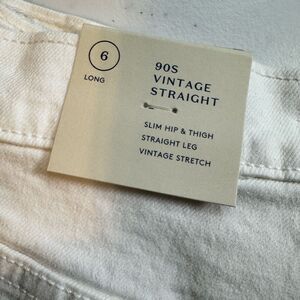 6
LONG
90S
VINTAGE
STRAIGHT
SLIM HIP & THIGH
STRAIGHT LEG
VINTAGE STRETCH